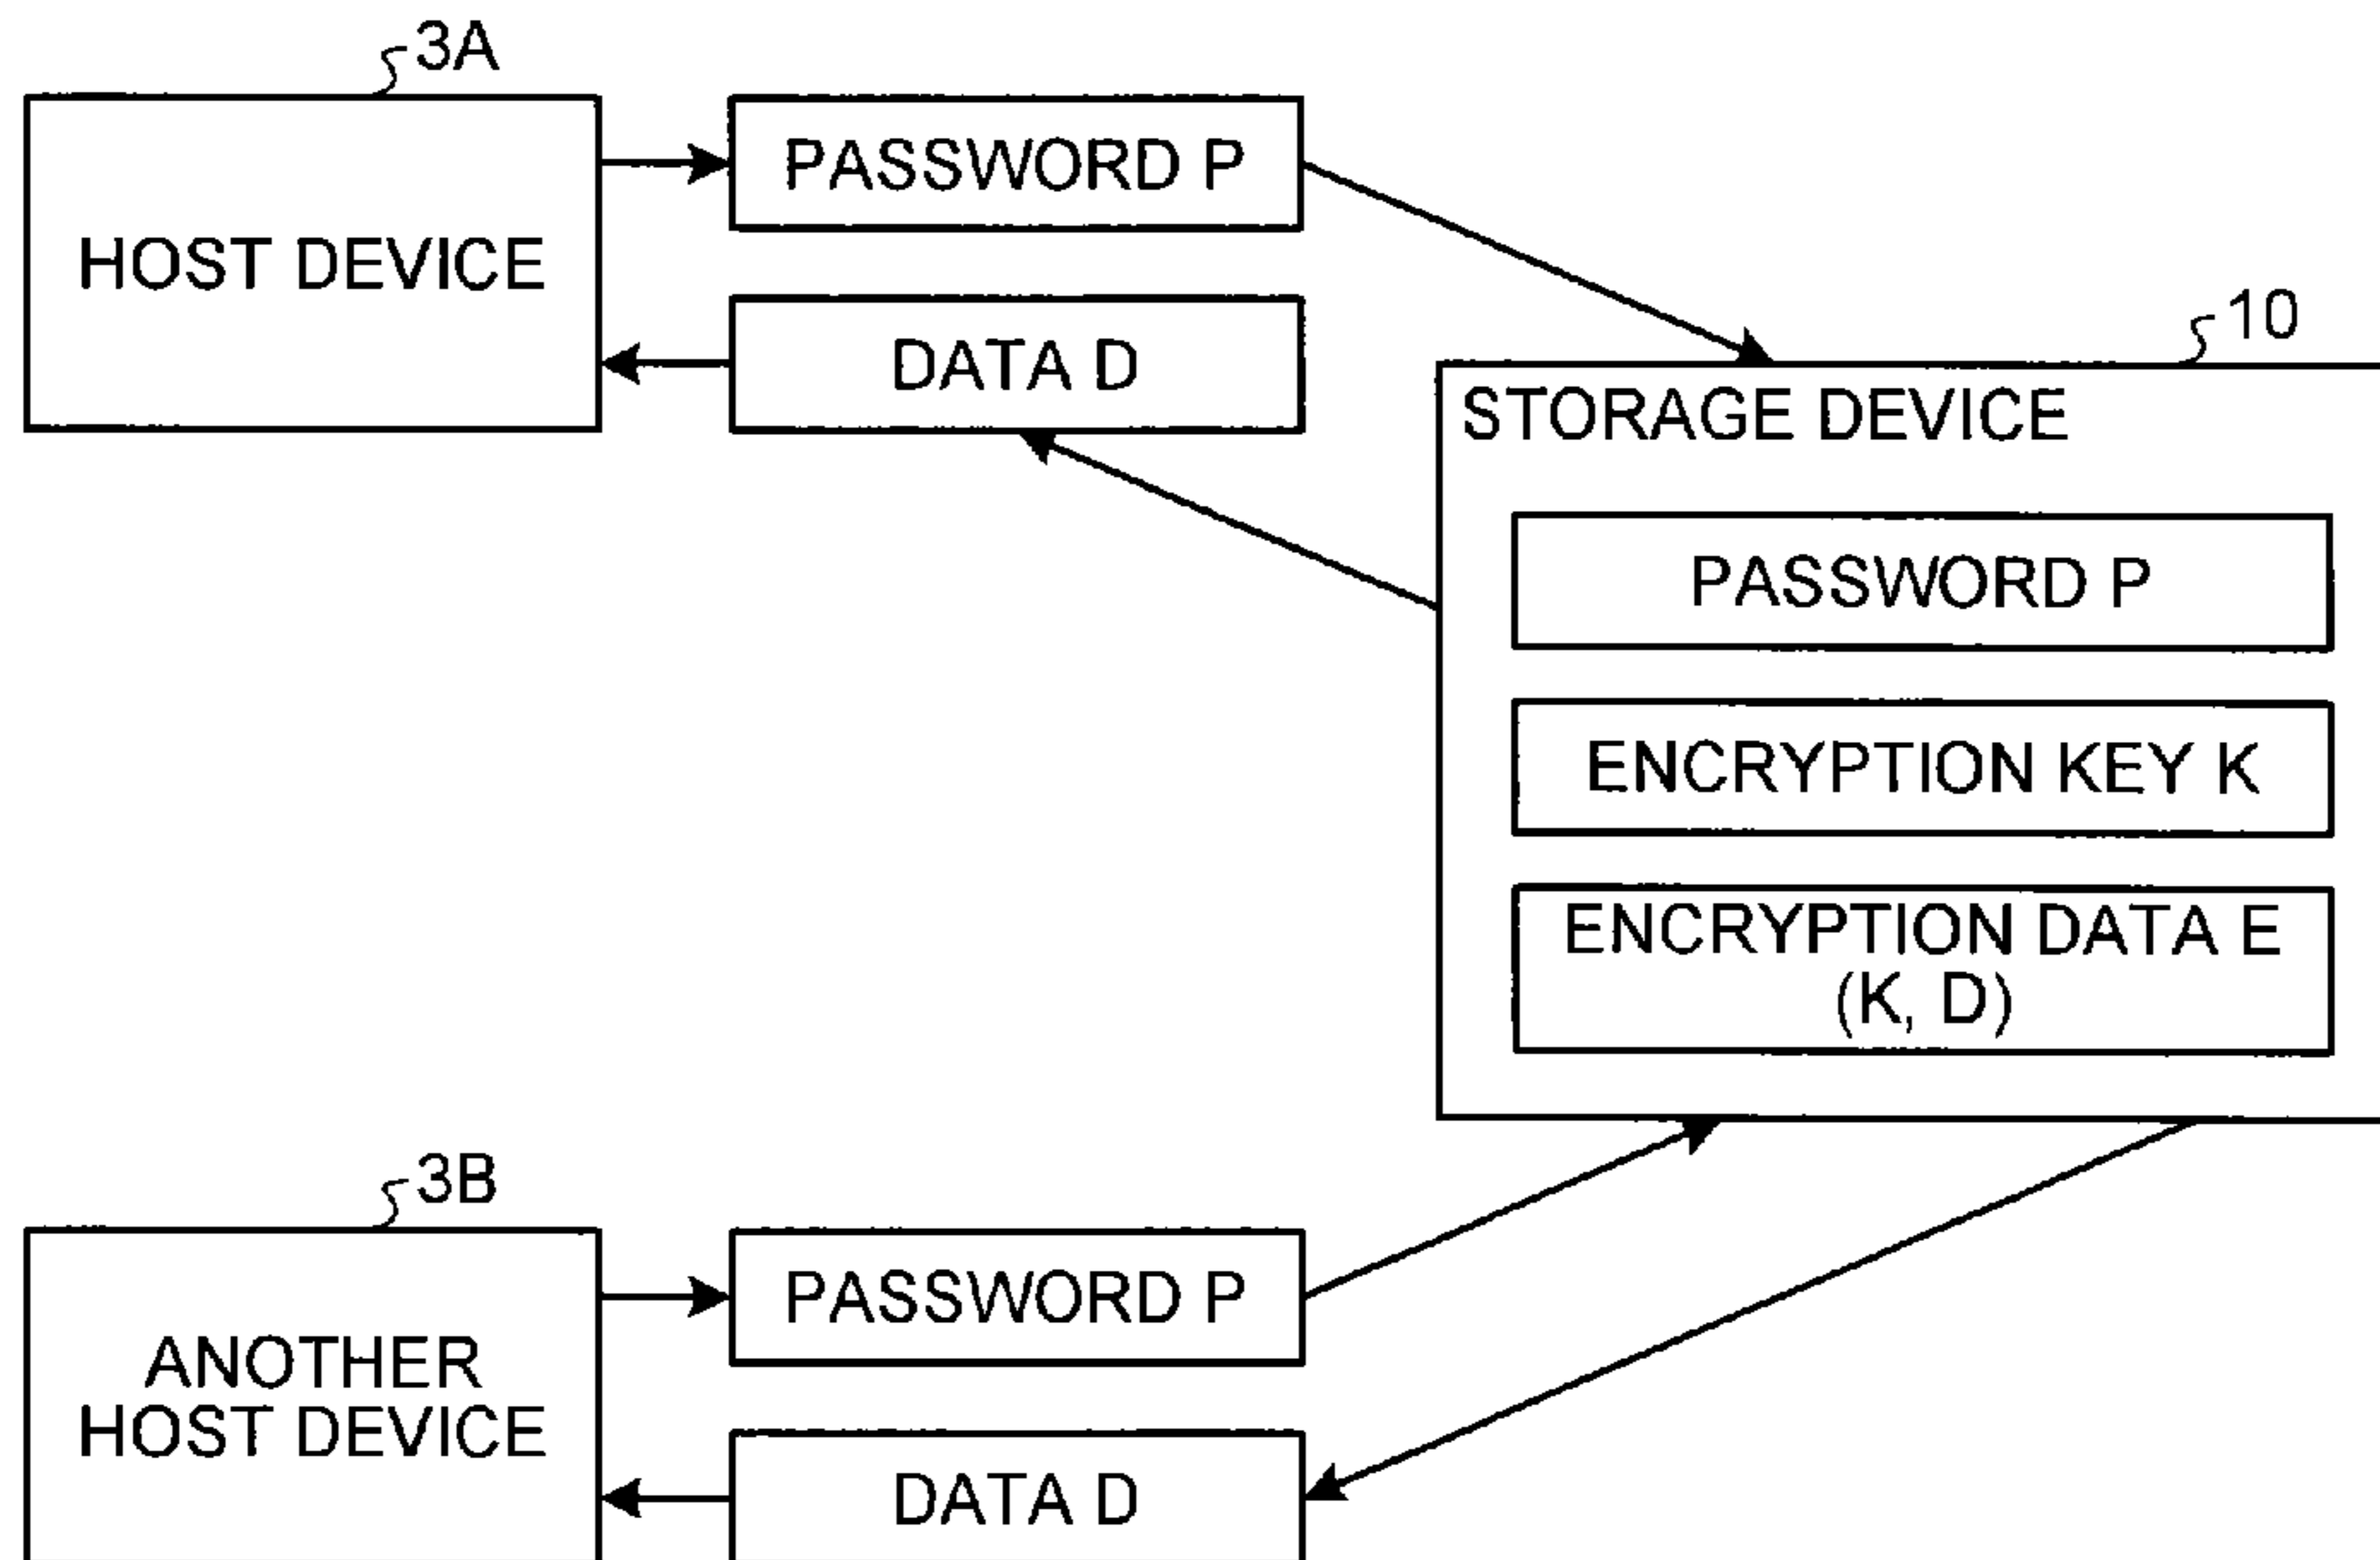 3A
HOST DEVICE
PASSWORD P
DATA D
10
STORAGE DEVICE
PASSWORD P
ENCRYPTION KEY K
ENCRYPTION DATA E
(K, D)
3B
ANOTHER
HOST DEVICE
PASSWORD P
DATA D